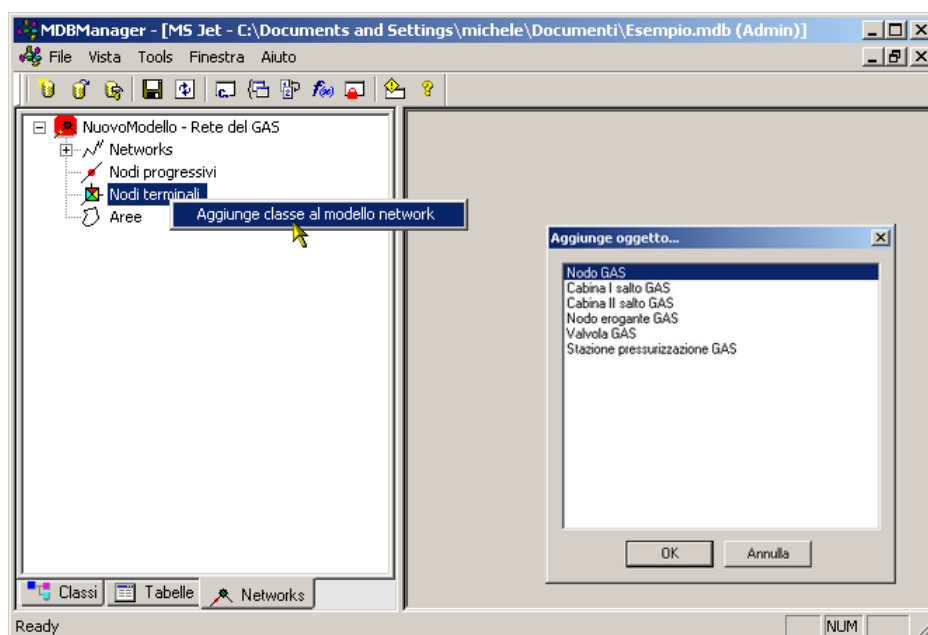 MDBManager - [MS Jet - C:\Documents and Settings\michele\Documenti\Esempio.mdb (Admin)]
File Vista Tools Finestra Aiuto
NuovoModello - Rete del GAS
Networks
Nodi progressivi
Nodi terminali
Aggiunge classe al modello network
Aree
Aggiunge oggetto...
Nodo GAS
Cabina I salto GAS
Cabina II salto GAS
Nodo erogante GAS
Valvola GAS
Stazione pressurizzazione GAS
OK Annulla
Classi Tabelle Networks
Ready NUM